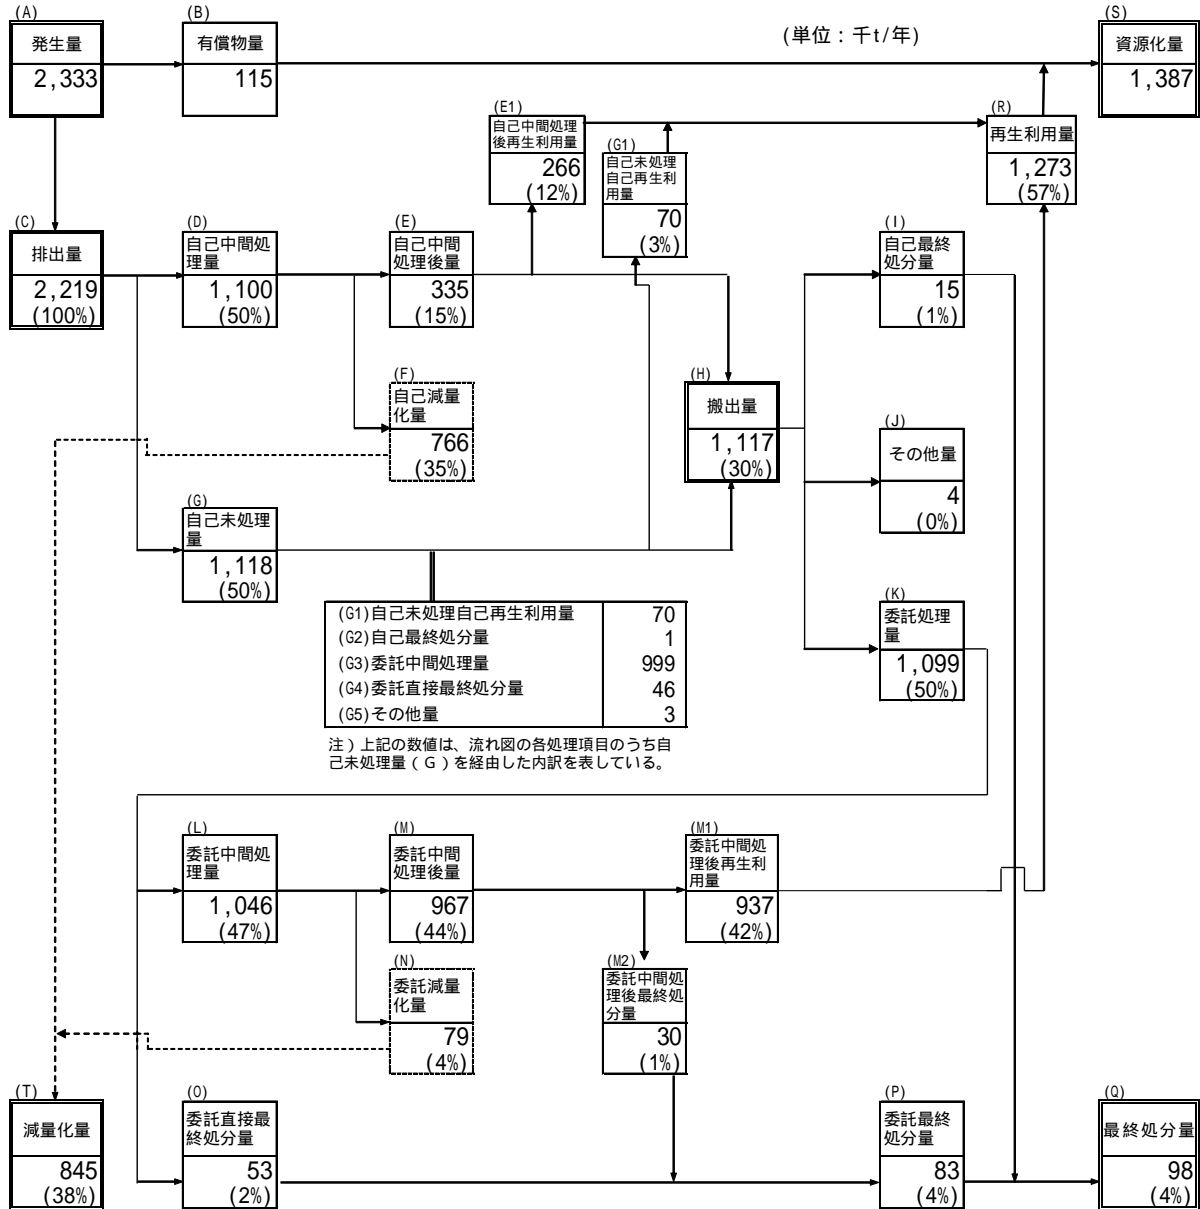 (A)
発生量
2,333
(B)
有償物量
115
(単位：千t/年)
(S)
資源化量
1,387
(E1)
自己中間処理
後再生利用量
266
(12%)
(G1)
自己未処理
自己再生利
用量
70
(3%)
(R)
再生利用量
1,273
(57%)
(C)
排出量
2,219
(100%)
(D)
自己中間処
理量
1,100
(50%)
(E)
自己中間
処理後量
335
(15%)
(I)
自己最終
処分量
15
(1%)
(F)
自己減量
化量
766
(35%)
(H)
搬出量
1,117
(30%)
(J)
その他量
4
(0%)
(G)
自己未処理
量
1,118
(50%)
(K)
委託処理
量
1,099
(50%)
(G1)自己未処理自己再生利用量 70
(G2)自己最終処分量 1
(G3)委託中間処理量 999
(G4)委託直接最終処分量 46
(G5)その他量 3
注）上記の数値は、流れ図の各処理項目のうち自
己未処理量（Ｇ）を経由した内訳を表している。
(L)
委託中間処
理量
1,046
(47%)
(M)
委託中間
処理後量
967
(44%)
(M1)
委託中間処
理後再生利
用量
937
(42%)
(N)
委託減量
化量
79
(4%)
(M2)
委託中間処
理後最終処
分量
30
(1%)
(T)
減量化量
845
(38%)
(O)
委託直接最
終処分量
53
(2%)
(P)
委託最終
処分量
83
(4%)
(Q)
最終処分量
98
(4%)